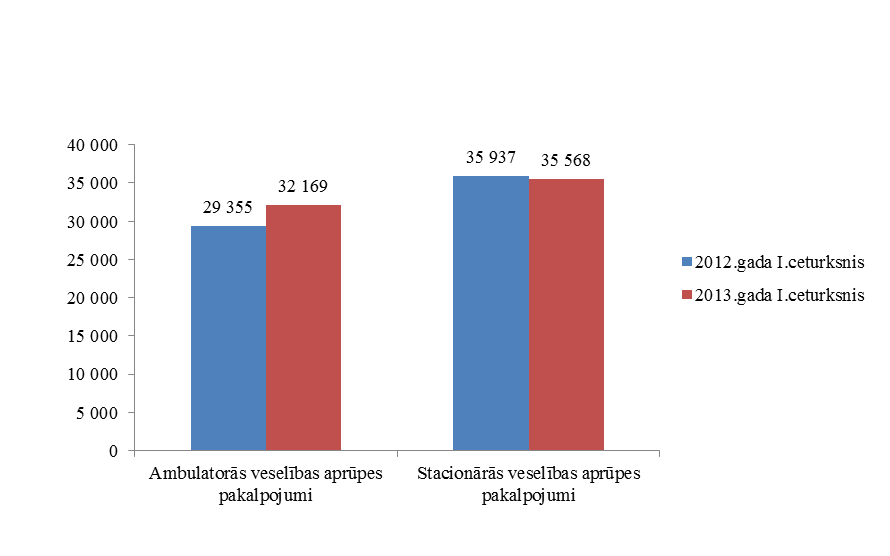 40 000
35 000
30 000
25 000
20 000
15 000
10 000
5 000
0
29 355
32 169
35 937
35 568
Ambulatorās veselības aprūpes
pakalpojumi
Stacionārās veselības aprūpes
pakalpojumi
2012.gada I.ceturksnis
2013.gada I.ceturksnis